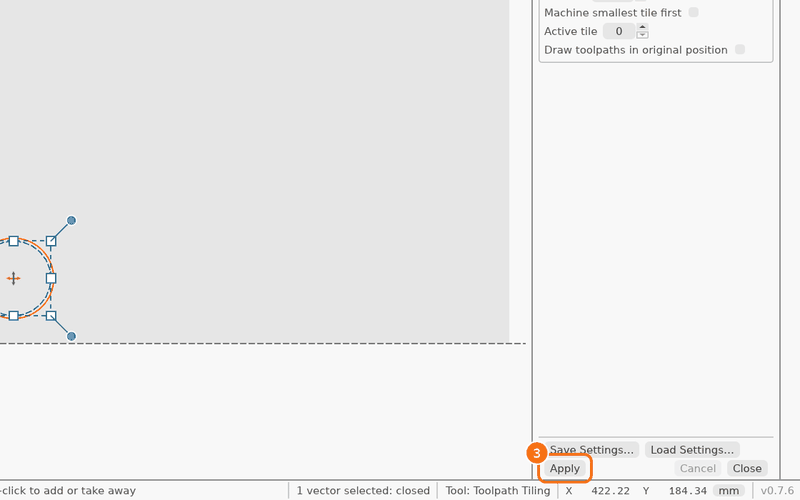 Machine smallest tile first
Active tile 0
Draw toolpaths in original position
Save Settings... Load Settings...
3
Apply Cancel Close
-click to add or take away 1 vector selected: closed Tool: Toolpath Tiling X 422.22 Y 184.34 mm v0.7.6